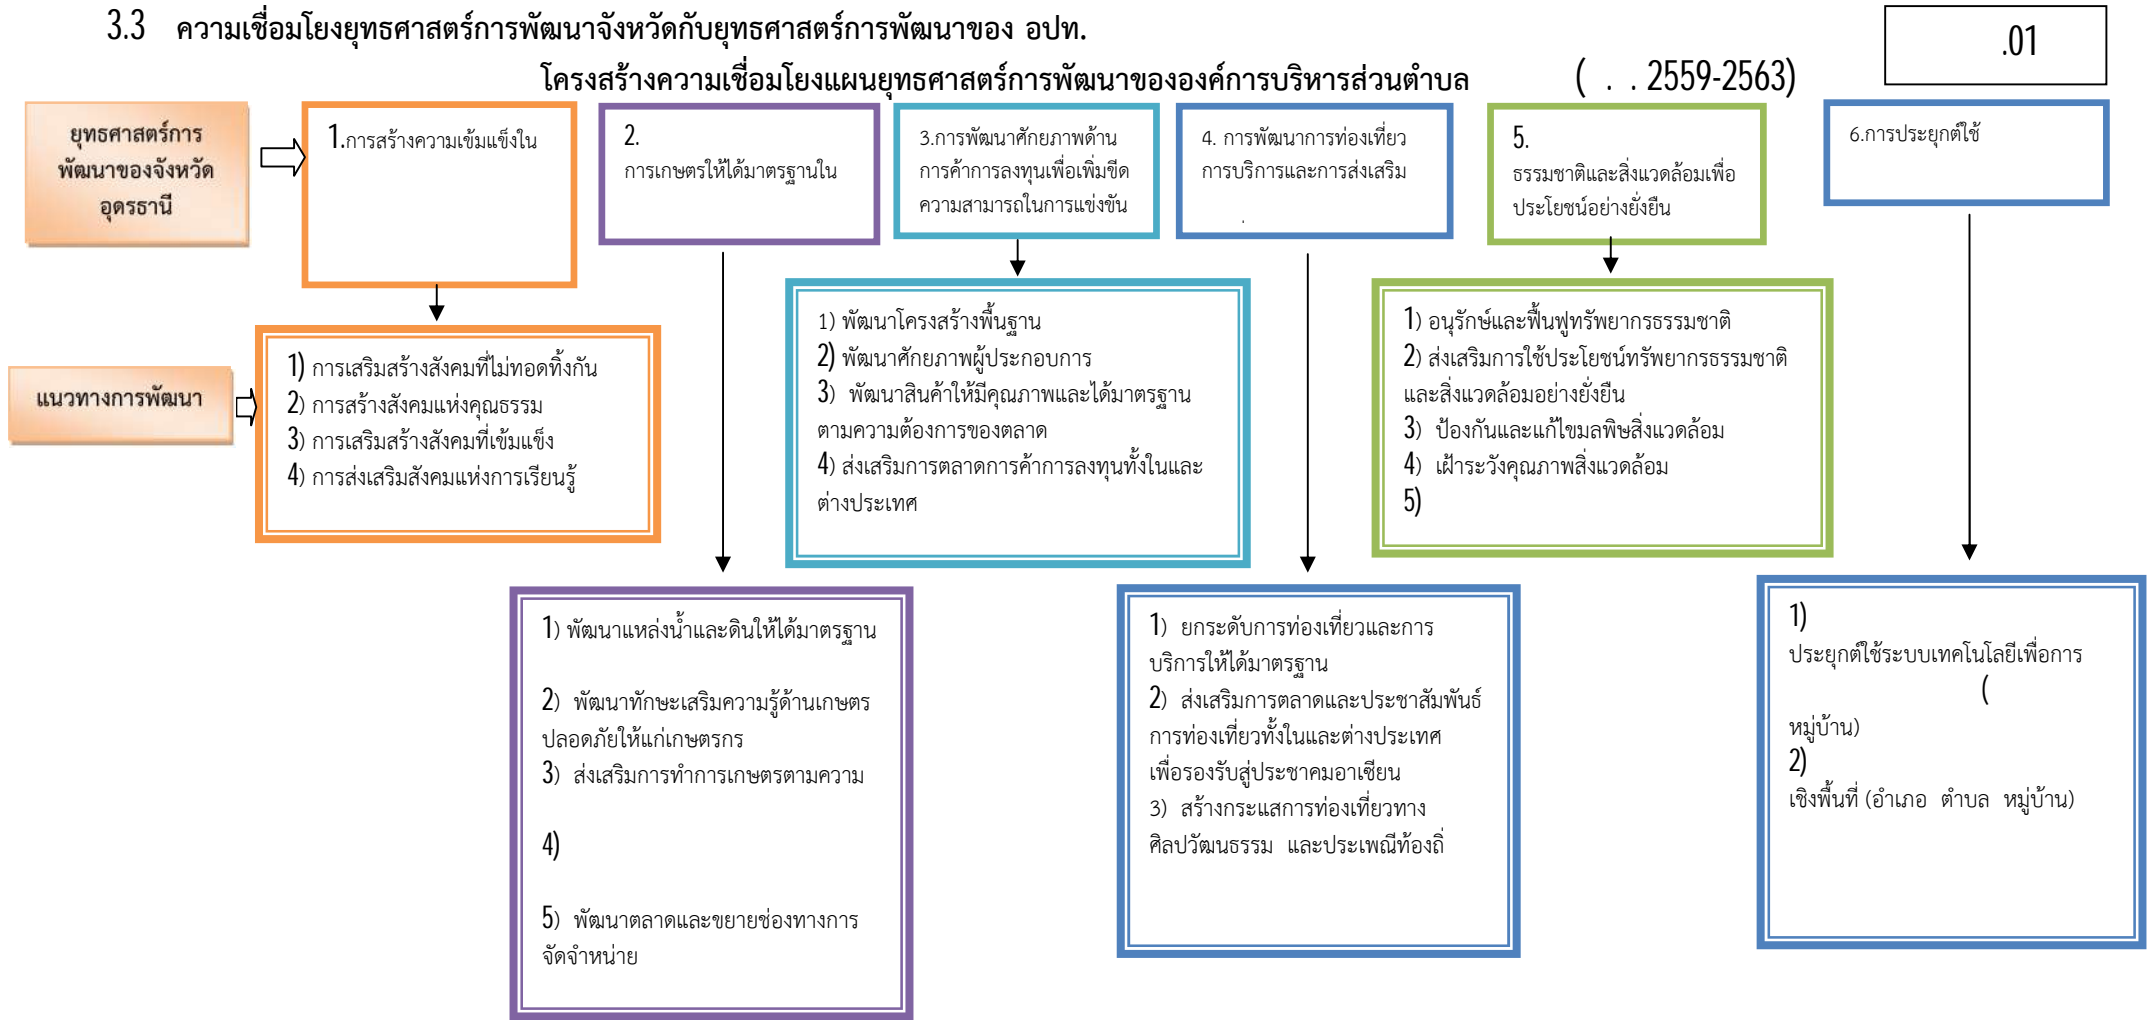 3.3 ความเชื่อมโยงยุทธศาสตร์การพัฒนาจังหวัดกับยุทธศาสตร์การพัฒนาของ อปท.
.01
โครงสร้างความเชื่อมโยงแผนยุทธศาสตร์การพัฒนาขององค์การบริหารส่วนตำบล ( . . 2559-2563)
ยุทธศาสตร์การ
พัฒนาของจังหวัด
อุดรธานี
1.การสร้างความเข้มแข็งใน
2.
การเกษตรให้ได้มาตรฐานใน
3.การพัฒนาศักยภาพด้าน
การค้าการลงทุนเพื่อเพิ่มขีด
ความสามารถในการแข่งขัน
4. การพัฒนาการท่องเที่ยว
การบริการและการส่งเสริม
.
5.
ธรรมชาติและสิ่งแวดล้อมเพื่อ
ประโยชน์อย่างยั่งยืน
6.การประยุกต์ใช้
แนวทางการพัฒนา
1) การเสริมสร้างสังคมที่ไม่ทอดทิ้งกัน
2) การสร้างสังคมแห่งคุณธรรม
3) การเสริมสร้างสังคมที่เข้มแข็ง
4) การส่งเสริมสังคมแห่งการเรียนรู้
1) พัฒนาโครงสร้างพื้นฐาน
2) พัฒนาศักยภาพผู้ประกอบการ
3) พัฒนาสินค้าให้มีคุณภาพและได้มาตรฐาน
ตามความต้องการของตลาด
4) ส่งเสริมการตลาดการค้าการลงทุนทั้งในและ
ต่างประเทศ
1) อนุรักษ์และฟื้นฟูทรัพยากรธรรมชาติ
2) ส่งเสริมการใช้ประโยชน์ทรัพยากรธรรมชาติ
และสิ่งแวดล้อมอย่างยั่งยืน
3) ป้องกันและแก้ไขมลพิษสิ่งแวดล้อม
4) เฝ้าระวังคุณภาพสิ่งแวดล้อม
5)
1) พัฒนาแหล่งน้ำและดินให้ได้มาตรฐาน
2) พัฒนาทักษะเสริมความรู้ด้านเกษตร
ปลอดภัยให้แก่เกษตรกร
3) ส่งเสริมการทำการเกษตรตามความ
4)
5) พัฒนาตลาดและขยายช่องทางการ
จัดจำหน่าย
1) ยกระดับการท่องเที่ยวและการ
บริการให้ได้มาตรฐาน
2) ส่งเสริมการตลาดและประชาสัมพันธ์
การท่องเที่ยวทั้งในและต่างประเทศ
เพื่อรองรับสู่ประชาคมอาเซียน
3) สร้างกระแสการท่องเที่ยวทาง
ศิลปวัฒนธรรม และประเพณีท้องถิ่
1)
ประยุกต์ใช้ระบบเทคโนโลยีเพื่อการ
(
หมู่บ้าน)
2)
เชิงพื้นที่ (อำเภอ ตำบล หมู่บ้าน)